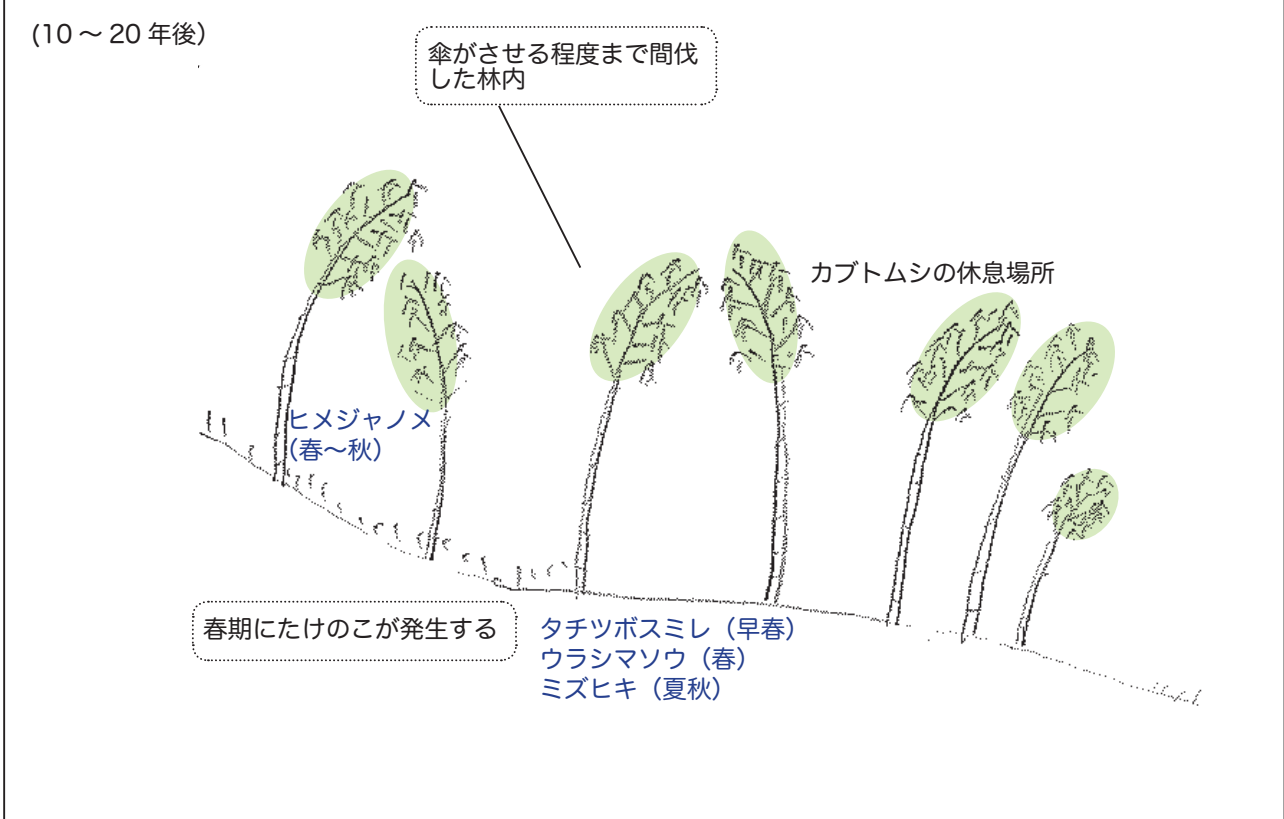 (10 ～ 20 年後）
傘がさせる程度まで間伐
した林内
カブトムシの休息場所
ヒメジャノメ
（春～秋）
春期にたけのこが発生する
タチツボスミレ（早春）
ウラシマソウ（春）
ミズヒキ（夏秋）